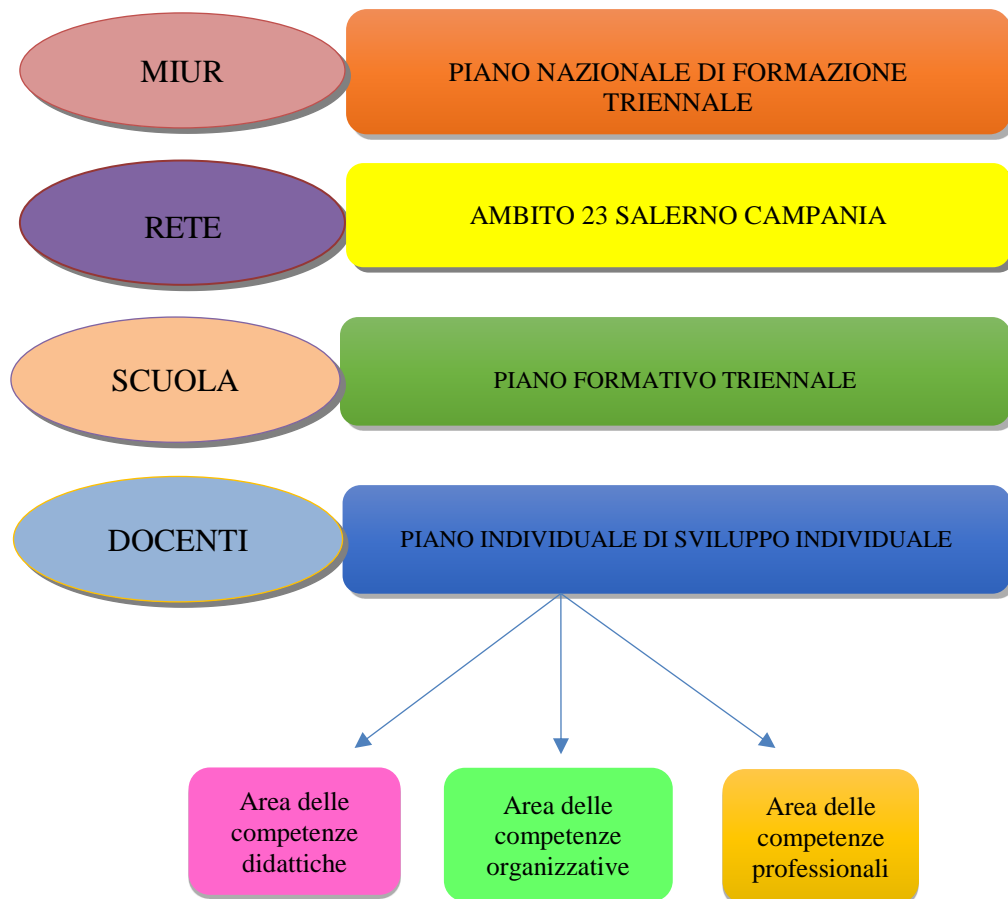 MIUR
PIANO NAZIONALE DI FORMAZIONE
TRIENNALE
RETE
AMBITO 23 SALERNO CAMPANIA
SCUOLA
PIANO FORMATIVO TRIENNALE
DOCENTI
PIANO INDIVIDUALE DI SVILUPPO INDIVIDUALE
Area delle
competenze
didattiche
Area delle
competenze
organizzative
Area delle
competenze
professionali